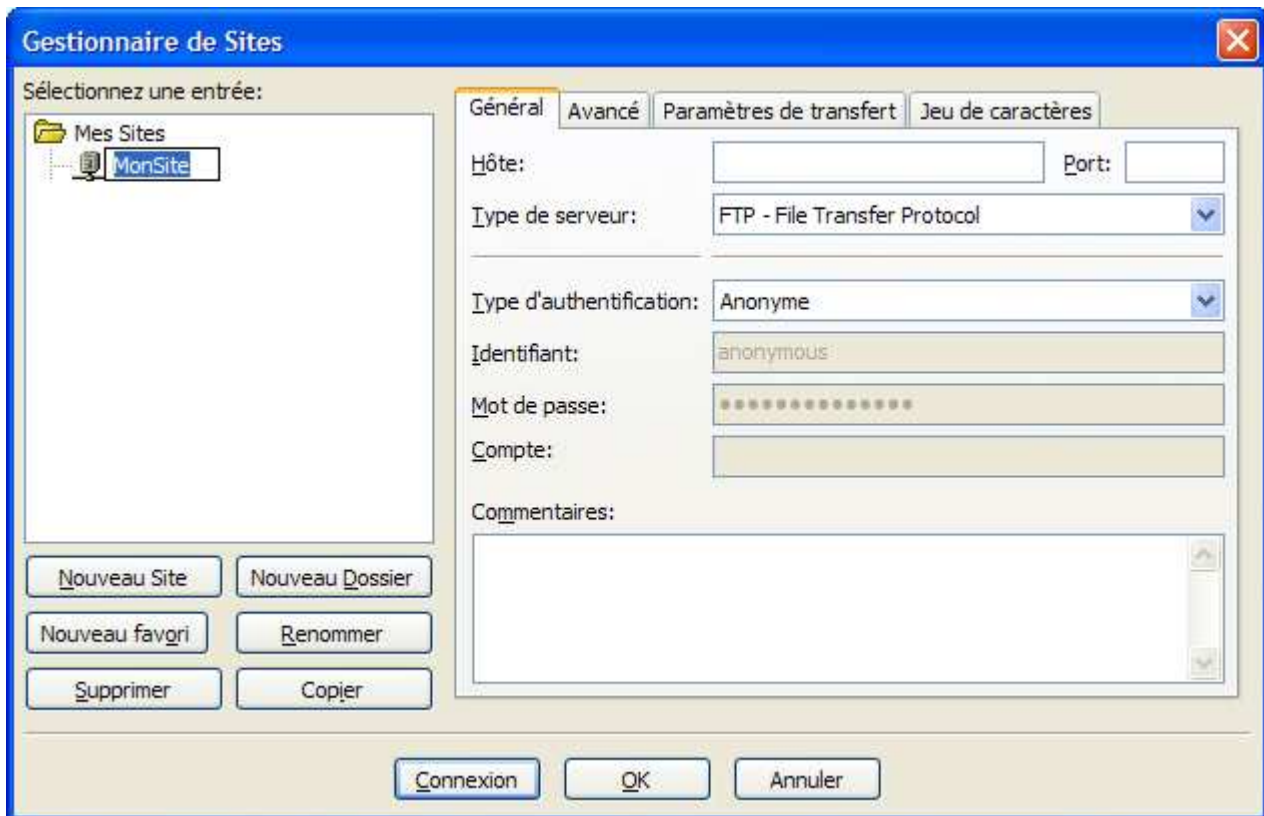 Gestionnaire de Sites
Sélectionnez une entrée:
Mes Sites
MonSite
Nouveau Site
Nouveau Dossier
Nouveau favori
Renommer
Supprimer
Copier
Général
Avancé
Paramètres de transfert
Jeu de caractères
Hôte:
Port:
Type de serveur:
FTP - File Transfer Protocol
Type d'authentification:
Anonyme
Identifiant:
anonymous
Mot de passe:
••••••••••••••
Compte:
Commentaires:
Connexion
OK
Annuler